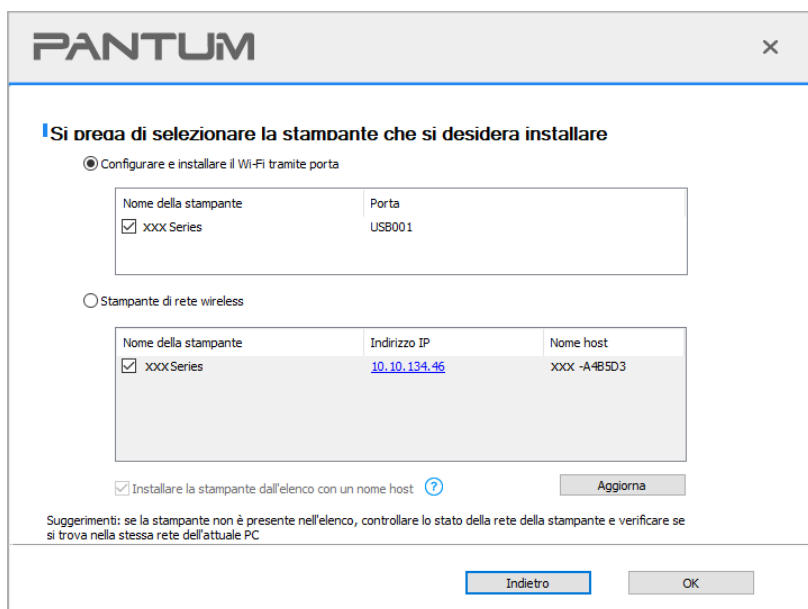 PANTUM
Si prega di selezionare la stampante che si desidera installare
Configurare e installare il Wi-Fi tramite porta
Nome della stampante Porta
XXX Series USB001
Stampante di rete wireless
Nome della stampante Indirizzo IP Nome host
XXX Series 10.10.134.46 XXX -A4B5D3
Installare la stampante dall'elenco con un nome host ? Aggiorna
Suggerimenti: se la stampante non è presente nell'elenco, controllare lo stato della rete della stampante e verificare se
si trova nella stessa rete dell'attuale PC
Indietro OK